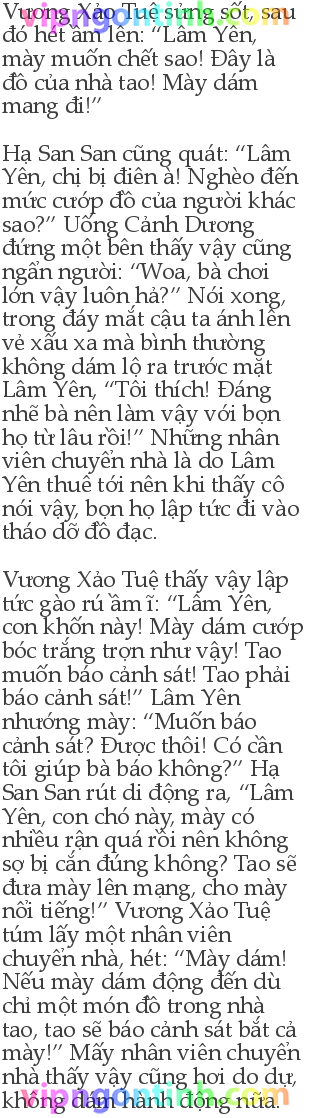 Vương Xảo Tuệ sửng sốt, sau
đó hét ầm lên: “Lâm Yên,
mày muốn chết sao! Đây là
đồ của nhà tao! Mày dám
mang đi!”
Hạ San San cũng quát: “Lâm
Yên, chị bị điên à! Nghèo đến
mức cướp đồ của người khác
sao?” Uống Cảnh Dương
đứng một bên thấy vậy cũng
ngẩn người: “Woa, bà chơi
lớn vậy luôn hả?” Nói xong,
trong đáy mắt cậu ta ánh lên
vẻ xấu xa mà bình thường
không dám lộ ra trước mặt
Lâm Yên, “Tôi thích! Đáng
nhẽ bà nên làm vậy với bọn
họ từ lâu rồi!” Những nhân
viên chuyển nhà là do Lâm
Yên thuê tới nên khi thấy cô
nói vậy, bọn họ lập tức đi vào
tháo dỡ đồ đạc.
Vương Xảo Tuệ thấy vậy lập
tức gào rú ầm ĩ: “Lâm Yên,
con khốn này! Mày dám cướp
bóc trắng trợn như vậy! Tao
muốn báo cảnh sát! Tao phải
báo cảnh sát!” Lâm Yên
nhướng mày: “Muốn báo
cảnh sát? Được thôi! Có cần
tôi giúp bà báo không?” Hạ
San San rút di động ra, “Lâm
Yên, con chó này, mày có
nhiều rận quá rồi nên không
sợ bị cắn đúng không? Tao sẽ
đưa mày lên mạng, cho mày
nổi tiếng!” Vương Xảo Tuệ
túm lấy một nhân viên
chuyển nhà, hét: “Mày dám!
Nếu mày dám động đến dù
chỉ một món đồ trong nhà
tao, tao sẽ báo cảnh sát bắt cả
mày!” Mấy nhân viên chuyển
nhà thấy vậy cũng hơi do dự,
không dám hành động nữa.
vipngontinh.com